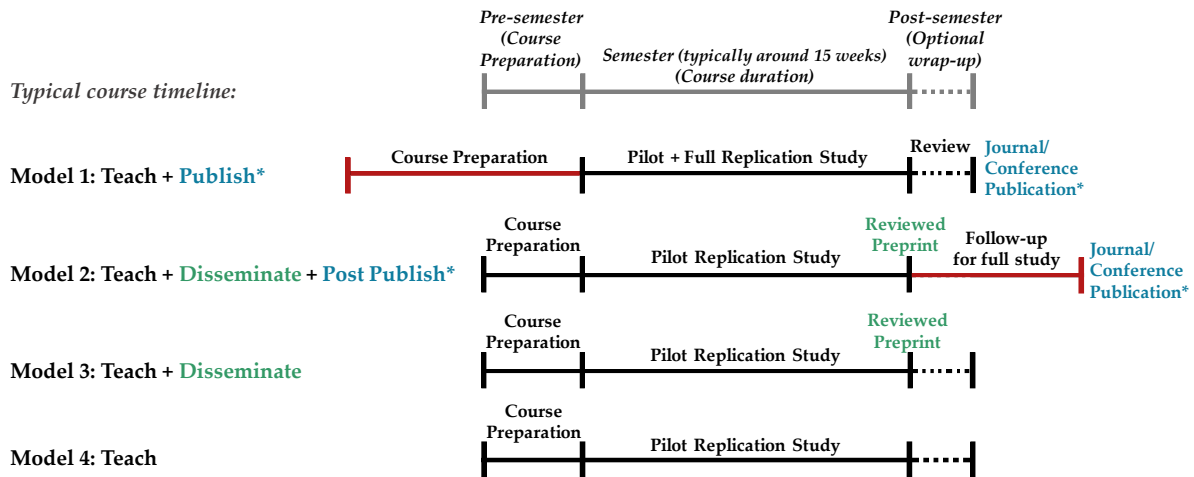 Pre-semester
(Course
Preparation)
Semester (typically around 15 weeks)
(Course duration)
Post-semester
(Optional
wrap-up)
Typical course timeline:
Model 1: Teach + Publish*
Course Preparation
Pilot + Full Replication Study
Review
Journal/
Conference
Publication*
Model 2: Teach + Disseminate + Post Publish*
Course
Preparation
Pilot Replication Study
Reviewed
Preprint
Follow-up
for full study
Journal/
Conference
Publication*
Model 3: Teach + Disseminate
Course
Preparation
Pilot Replication Study
Reviewed
Preprint
Model 4: Teach
Course
Preparation
Pilot Replication Study